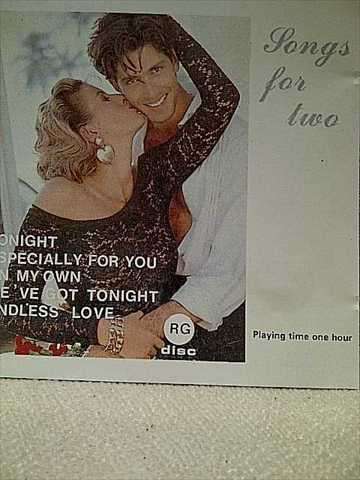 Songs
for
two
ONIGHT
SPECIALLY FOR YOU
N MY OWN
E'VE GOT TONIGHT
NDLESS LOVE
RG
disc
Playing time one hour